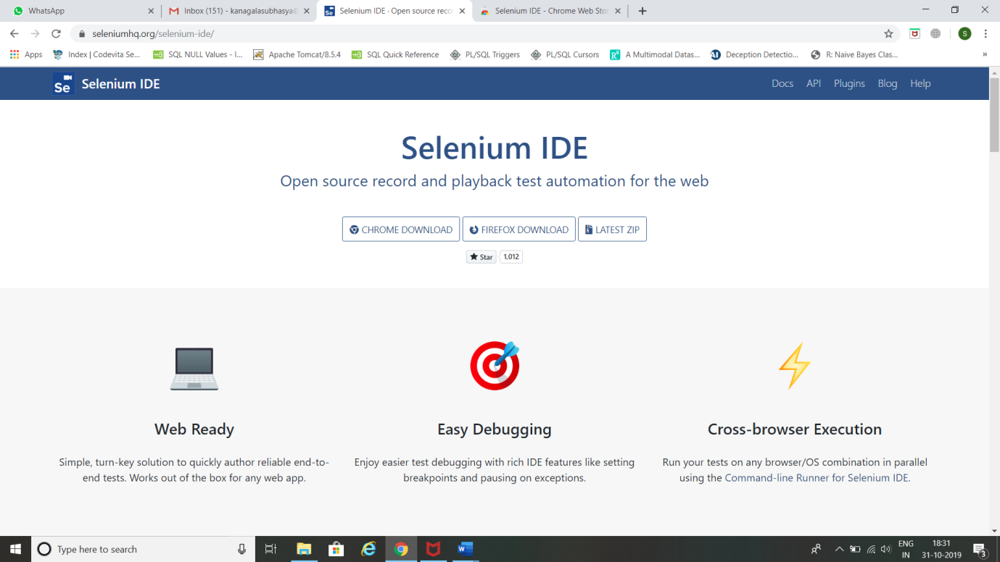 WhatsApp
Inbox (151) - kanagalasubhasya@
Selenium IDE · Open source reco
Selenium IDE - Chrome Web Sto
seleniumhq.org/selenium-ide/
S
Apps
Index | Codevita Se...
SQL NULL Values - I...
Apache Tomcat/8.5.4
SQL Quick Reference
PL/SQL Triggers
PL/SQL Cursors
A Multimodal Datas...
Deception Detectio...
R: Naive Bayes Clas...
»
Se
Selenium IDE
Docs
API
Plugins
Blog
Help
Selenium IDE
Open source record and playback test automation for the web
CHROME DOWNLOAD
FIREFOX DOWNLOAD
LATEST ZIP
Star
1,012
Web Ready
Simple, turn-key solution to quickly author reliable end-to-
end tests. Works out of the box for any web app.
Easy Debugging
Enjoy easier test debugging with rich IDE features like setting
breakpoints and pausing on exceptions.
Cross-browser Execution
Run your tests on any browser/OS combination in parallel
using the Command-line Runner for Selenium IDE.
Type here to search
ENG
IN
18:31
31-10-2019
3